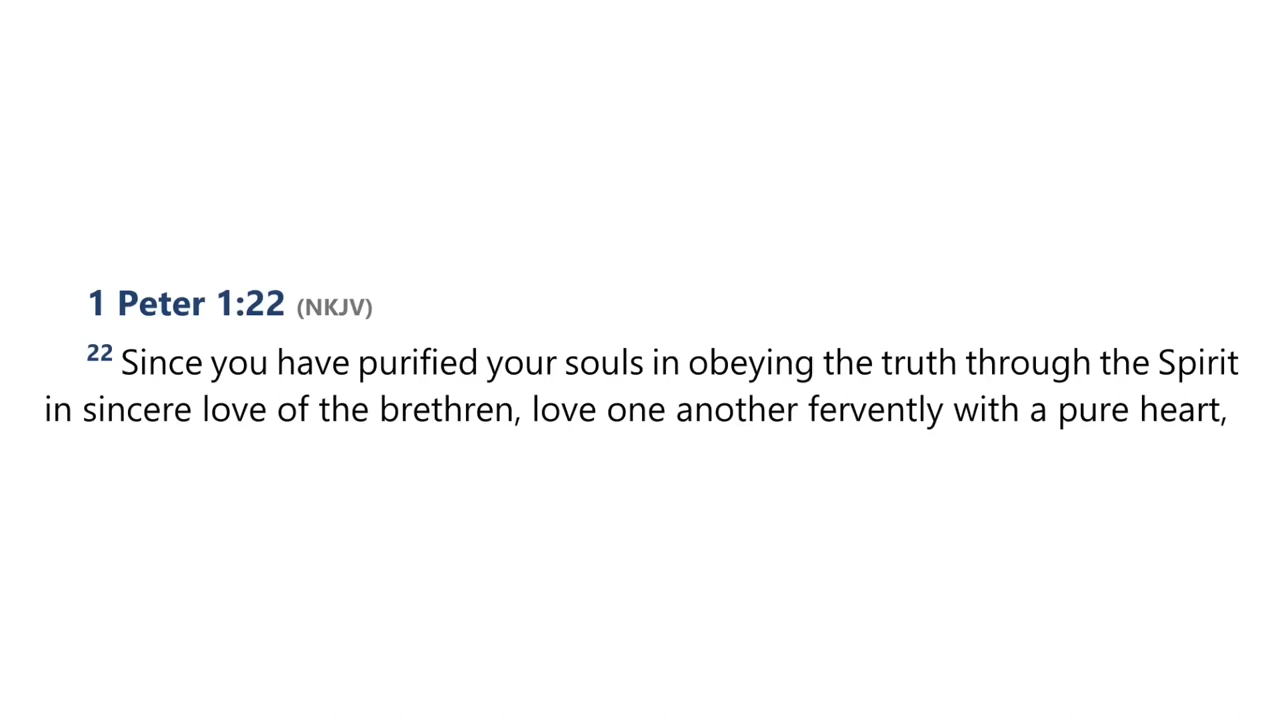 1 Peter 1:22 (NKJV)
22 Since you have purified your souls in obeying the truth through the Spirit
in sincere love of the brethren, love one another fervently with a pure heart,